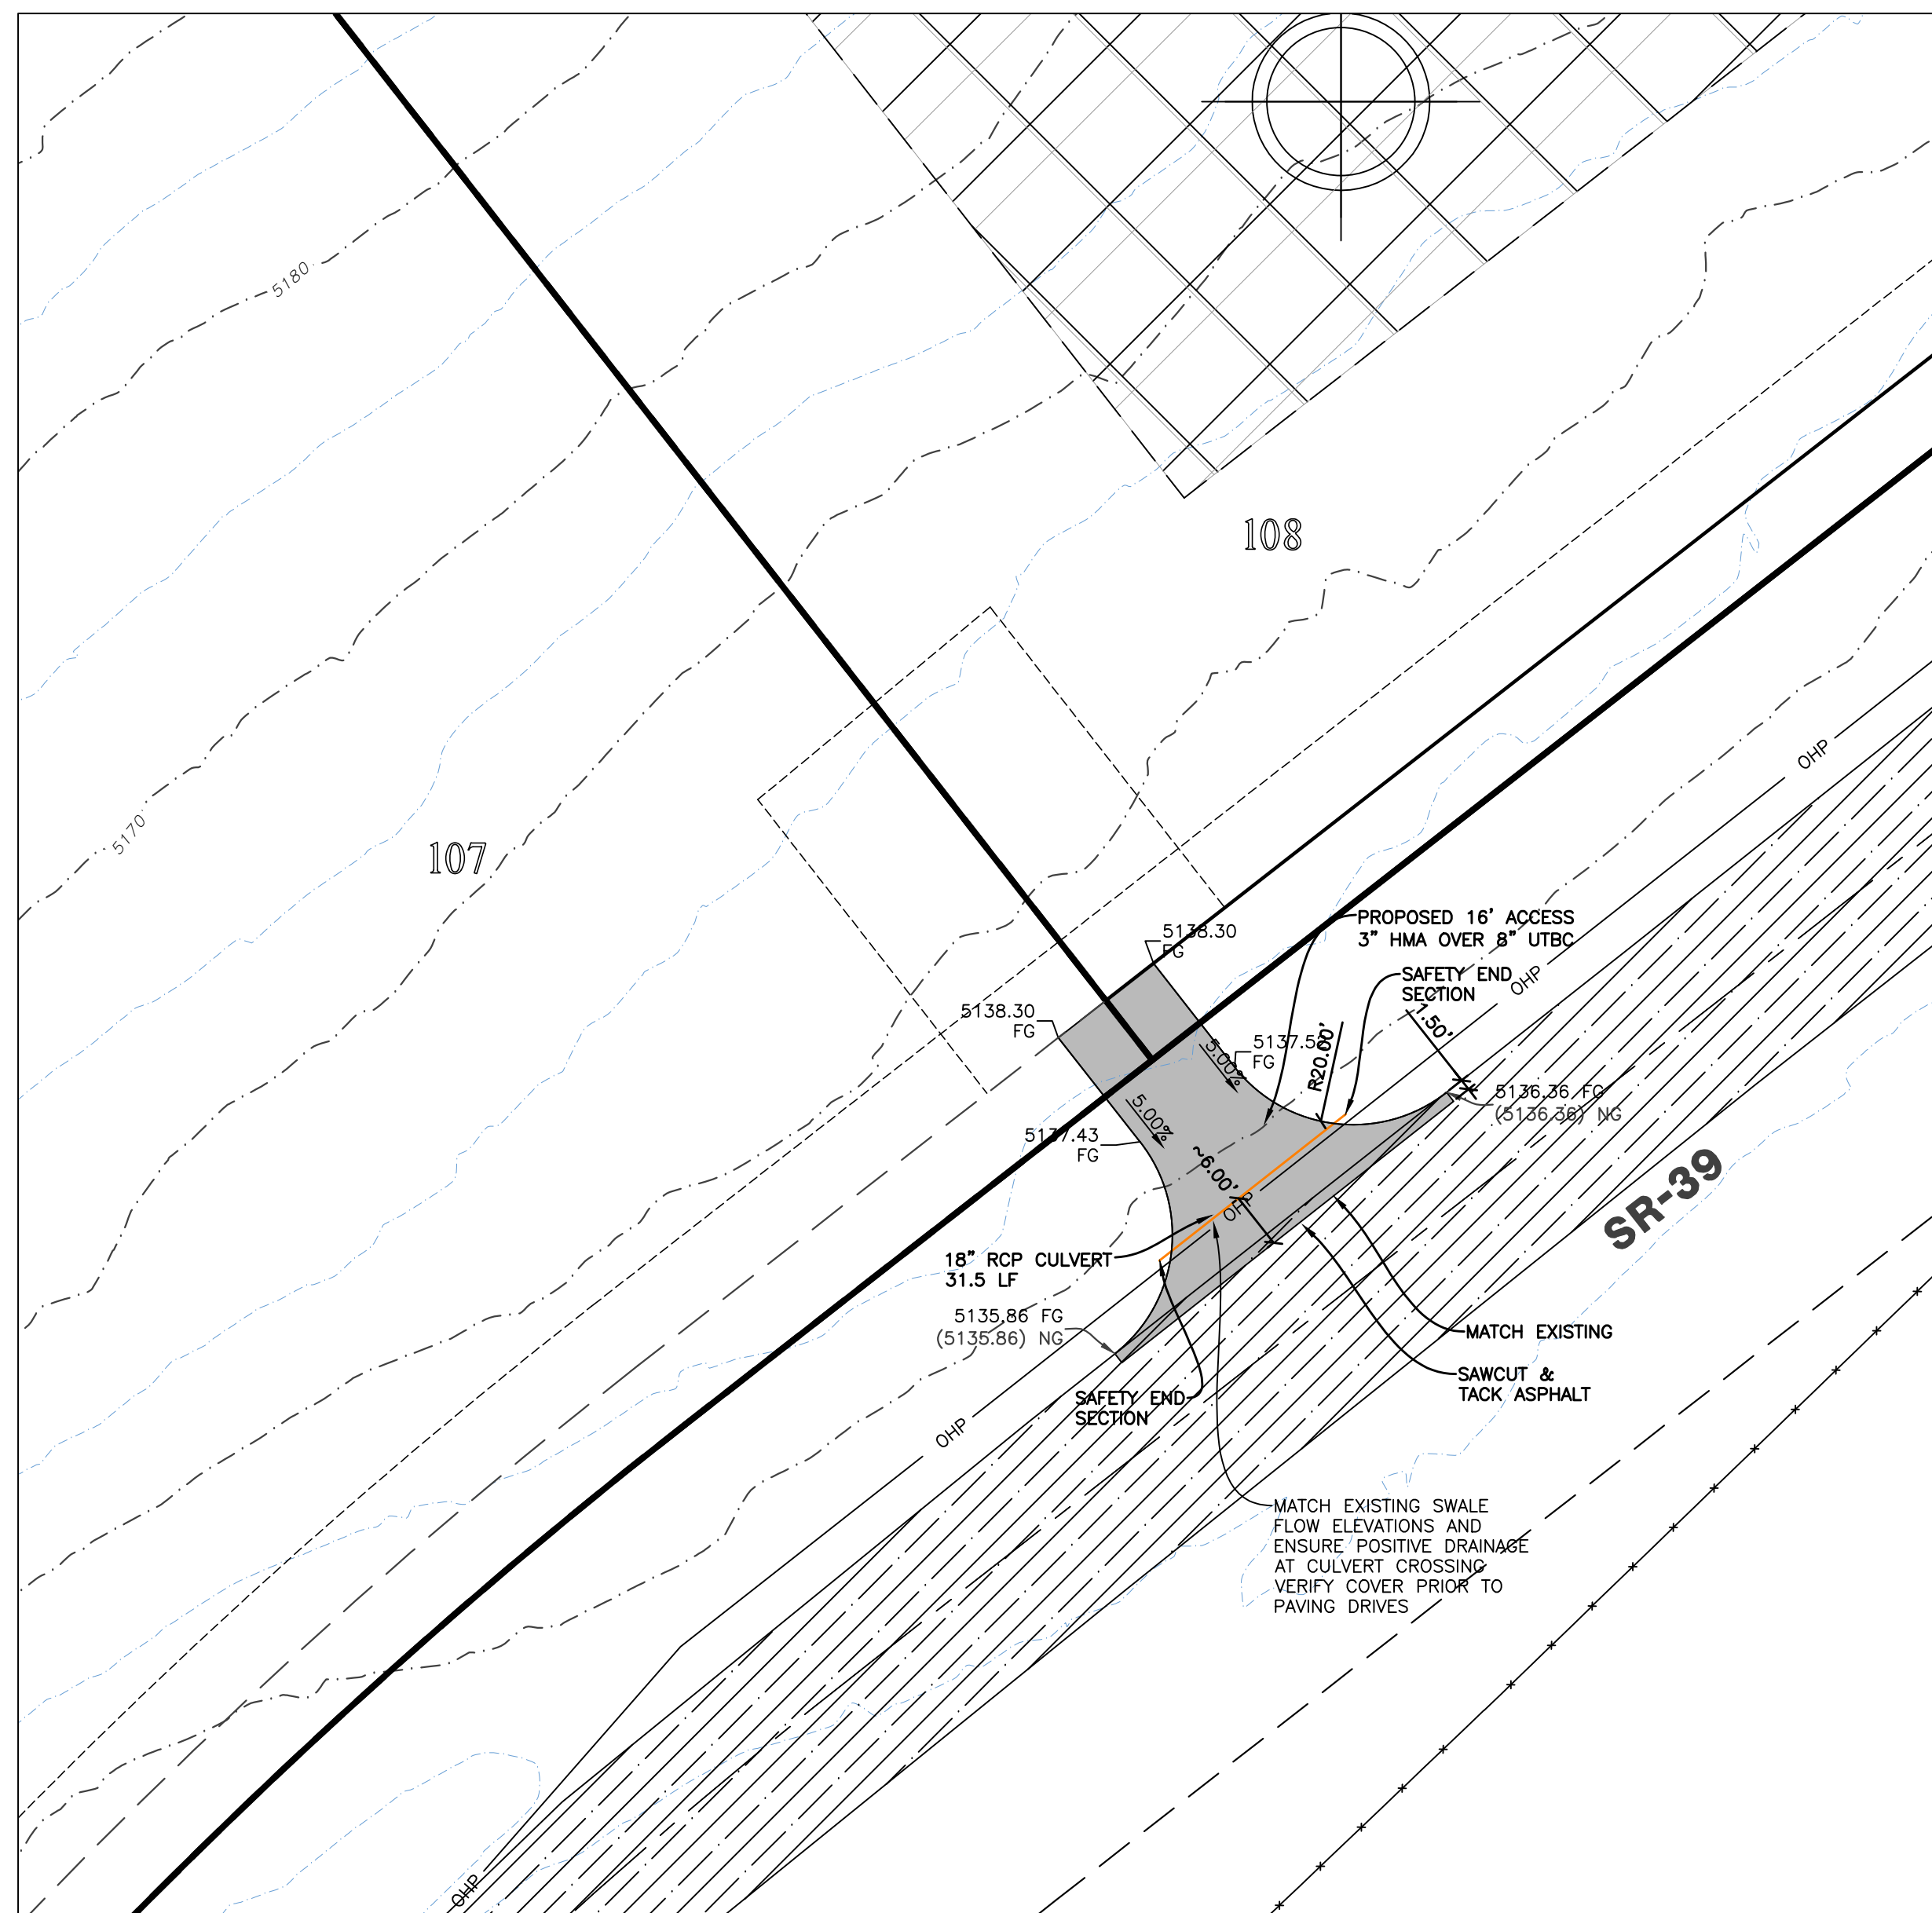 5180
108
OHP
5170
107
PROPOSED 16' ACCESS
3" HMA OVER 8" UTBC
5138.30
FG
SAFETY END
SECTION
OHP
1.50'
5138.30
FG
5.00%
FG
R20.00'
5136.36 FG
(5136.36) NG
5.00%
5137.43
FG
~6.00'
OHP
SR-39
18" RCP CULVERT
31.5 LF
5135.86 FG
(5135.86) NG
MATCH EXISTING
SAWCUT &
TACK ASPHALT
SAFETY END
SECTION
OHP
MATCH EXISTING SWALE
FLOW ELEVATIONS AND
ENSURE POSITIVE DRAINAGE
AT CULVERT CROSSING
VERIFY COVER PRIOR TO
PAVING DRIVES
OHP